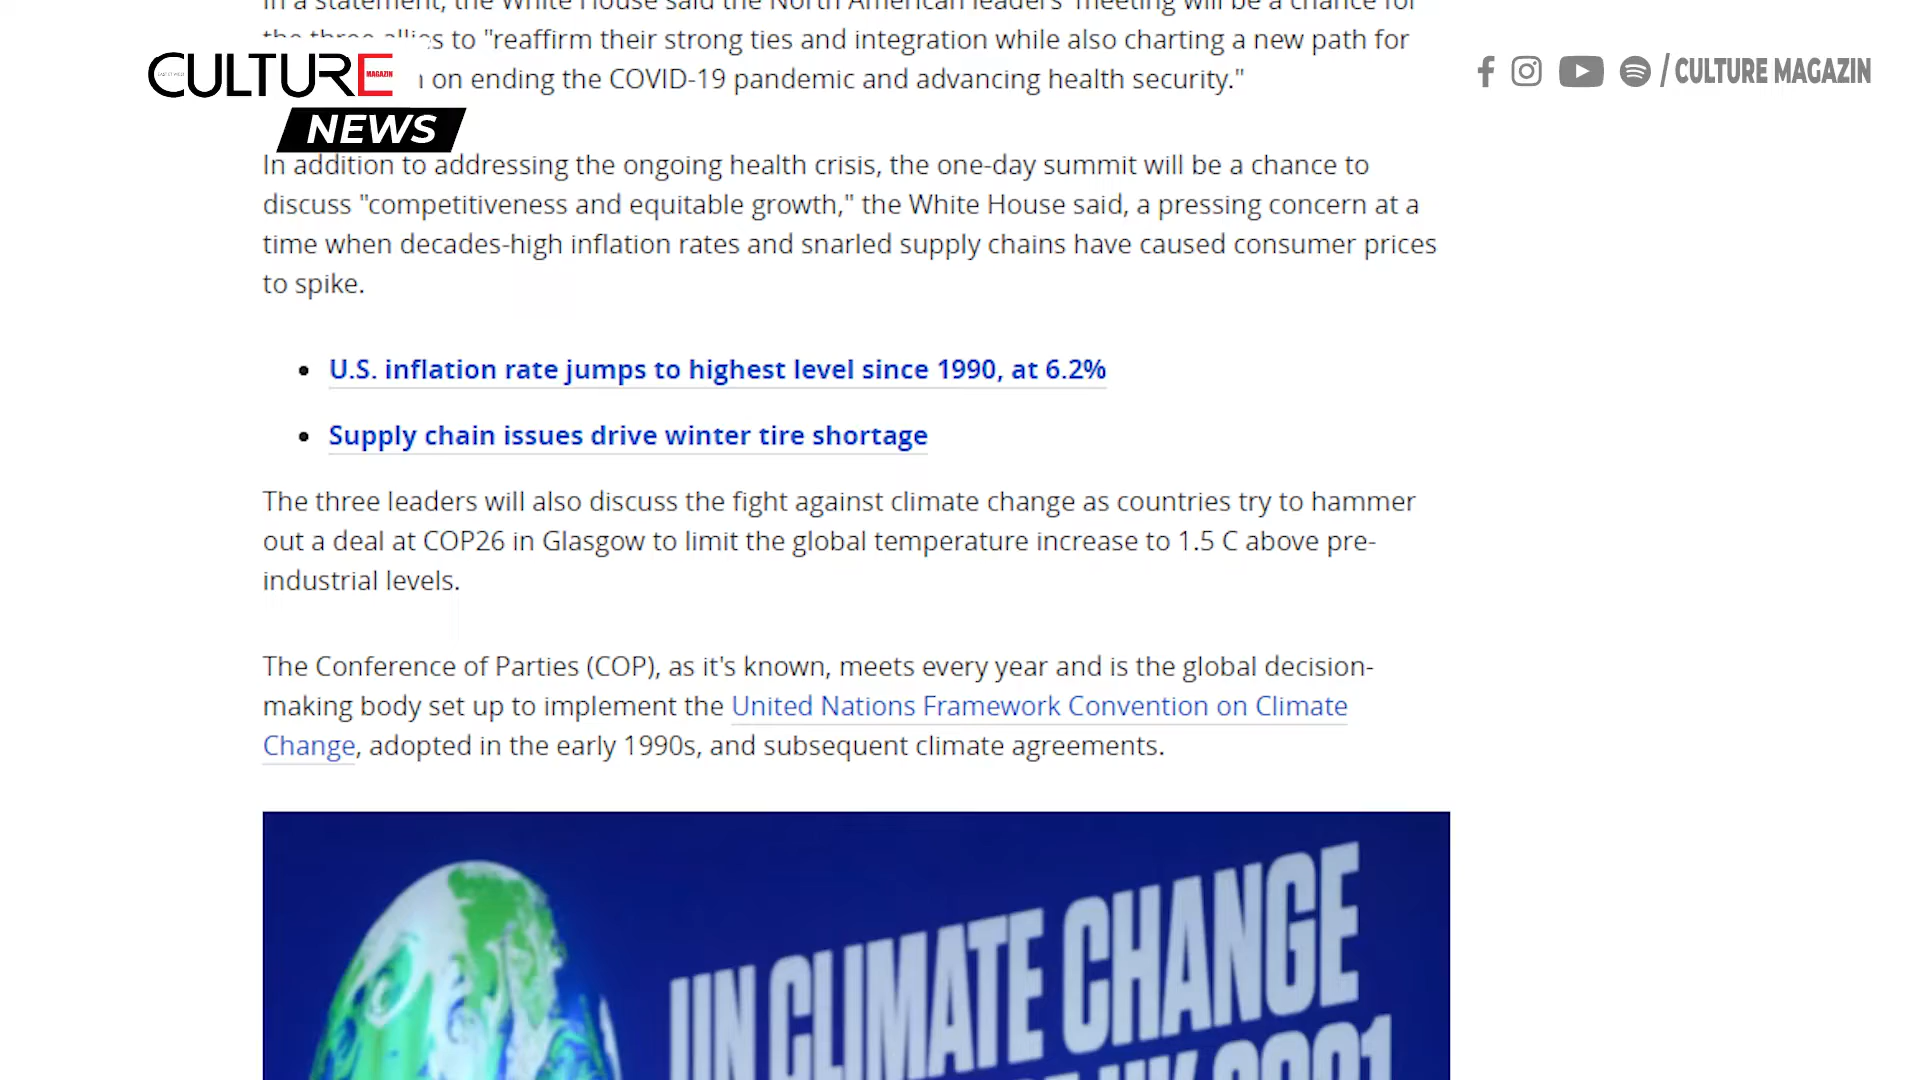 In a statement, the White House said the North American leaders' meeting will be a chance for
the three allies to "reaffirm their strong ties and integration while also charting a new path for
on ending the COVID-19 pandemic and advancing health security."
CULTURE
MAGAZIN
NEWS
/ CULTURE MAGAZIN
In addition to addressing the ongoing health crisis, the one-day summit will be a chance to
discuss "competitiveness and equitable growth," the White House said, a pressing concern at a
time when decades-high inflation rates and snarled supply chains have caused consumer prices
to spike.
• U.S. inflation rate jumps to highest level since 1990, at 6.2%
• Supply chain issues drive winter tire shortage
The three leaders will also discuss the fight against climate change as countries try to hammer
out a deal at COP26 in Glasgow to limit the global temperature increase to 1.5 C above pre-
industrial levels.
The Conference of Parties (COP), as it's known, meets every year and is the global decision-
making body set up to implement the United Nations Framework Convention on Climate
Change, adopted in the early 1990s, and subsequent climate agreements.
UN CLIMATE CHANGE
UK 2021